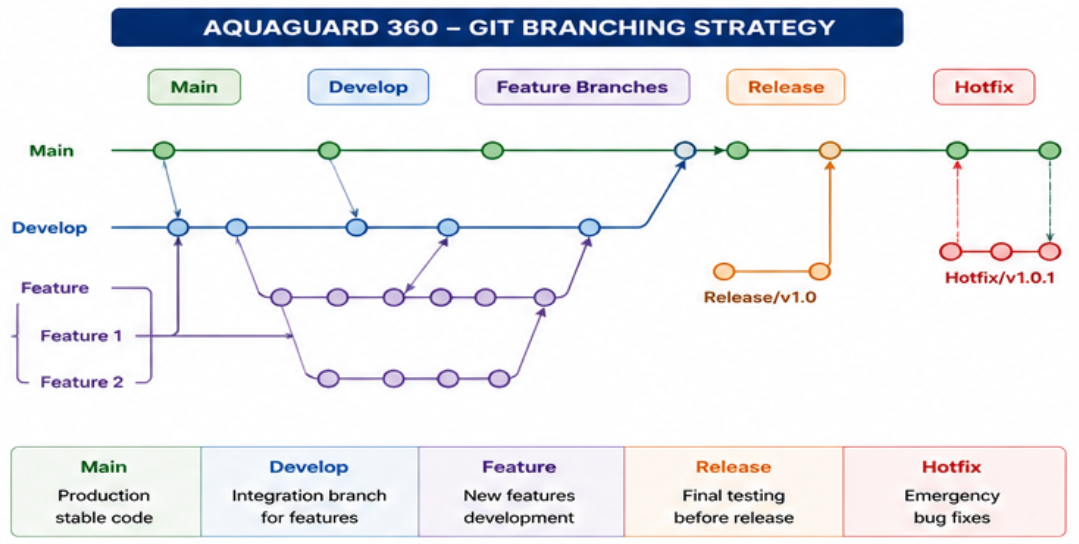 AQUAGUARD 360 – GIT BRANCHING STRATEGY
Main
Develop
Feature Branches
Release
Hotfix
Main
Develop
Feature
Feature 1
Feature 2
Release/v1.0
Hotfix/v1.0.1
Main
Production
stable code
Develop
Integration branch
for features
Feature
New features
development
Release
Final testing
before release
Hotfix
Emergency
bug fixes